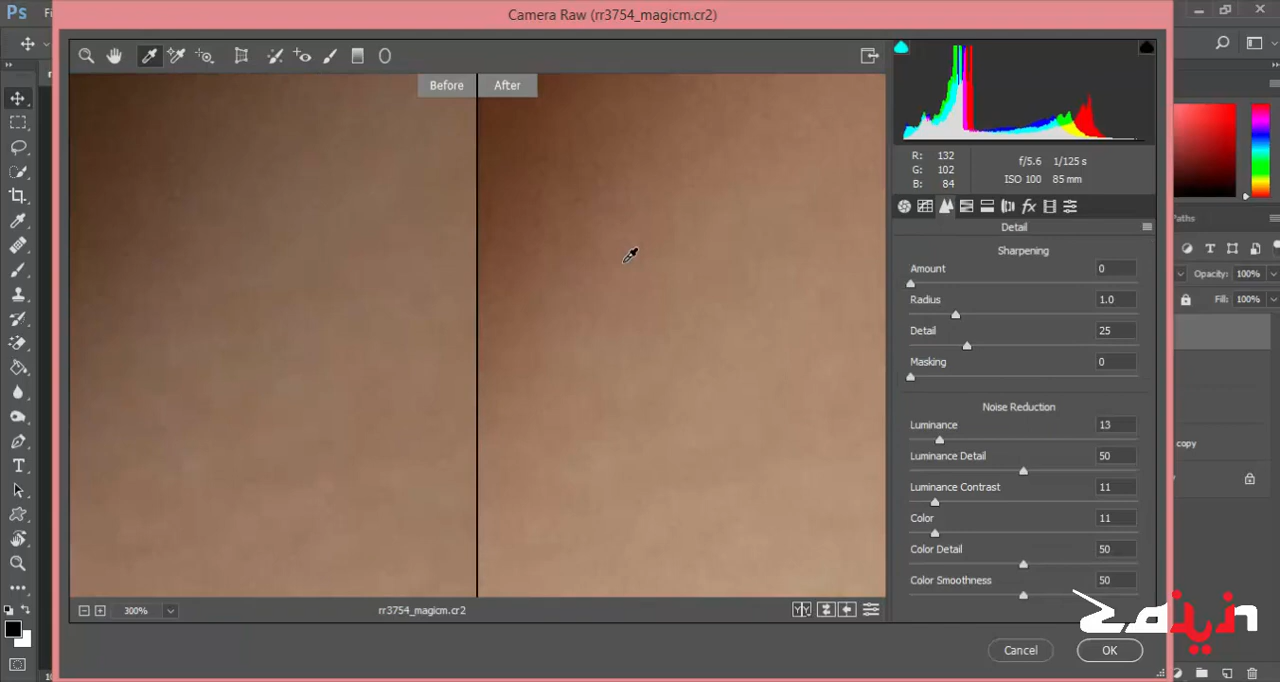 Ps Fi
Camera Raw (rr3754_magicm.cr2)
Before After
R: 132
G: 102
B: 84
f/5.6 1/125 s
ISO 100 85 mm
Detail
Sharpening
Amount 0
Radius 1.0
Detail 25
Masking 0
Noise Reduction
Luminance 13
Luminance Detail 50
Luminance Contrast 11
Color 11
Color Detail 50
Color Smoothness 50
300% rr3754_magicm.cr2
Cancel OK
Paths
Opacity: 100%
Fill: 100%
copy